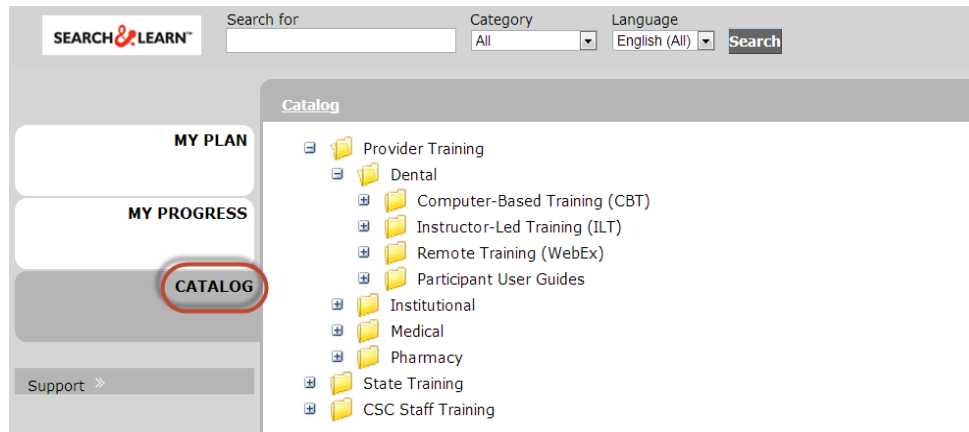 Search for Category Language
SEARCH & LEARN™ All English (All) Search
Catalog
MY PLAN
MY PROGRESS
CATALOG
Support »
Provider Training
Dental
Computer-Based Training (CBT)
Instructor-Led Training (ILT)
Remote Training (WebEx)
Participant User Guides
Institutional
Medical
Pharmacy
State Training
CSC Staff Training